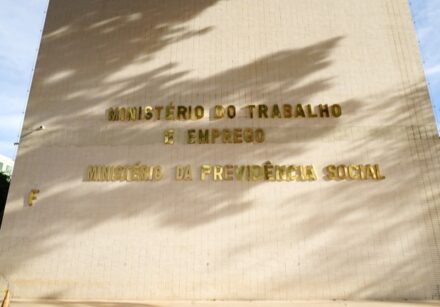 MINISTÉRIO DO TRABALHO
E EMPREGO
MINISTÉRIO DA PREVIDÊNCIA SOCIAL
F